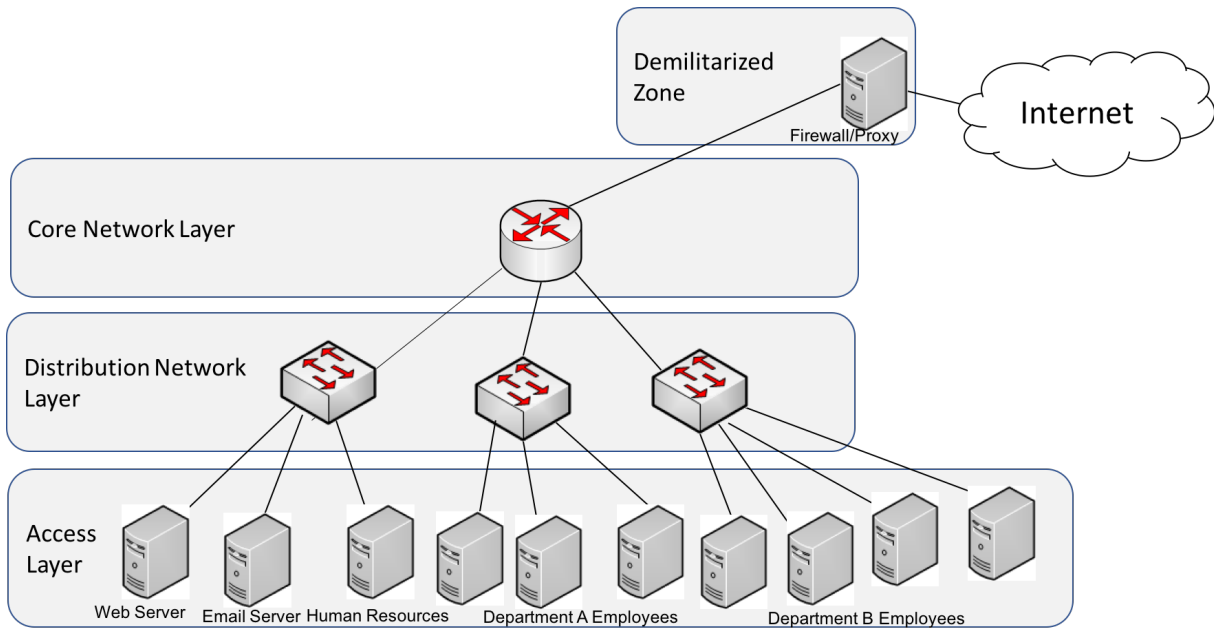 Demilitarized
Zone
Firewall/Proxy
Internet
Core Network Layer
Distribution Network
Layer
Access
Layer
Web Server
Email Server
Human Resources
Department A Employees
Department B Employees